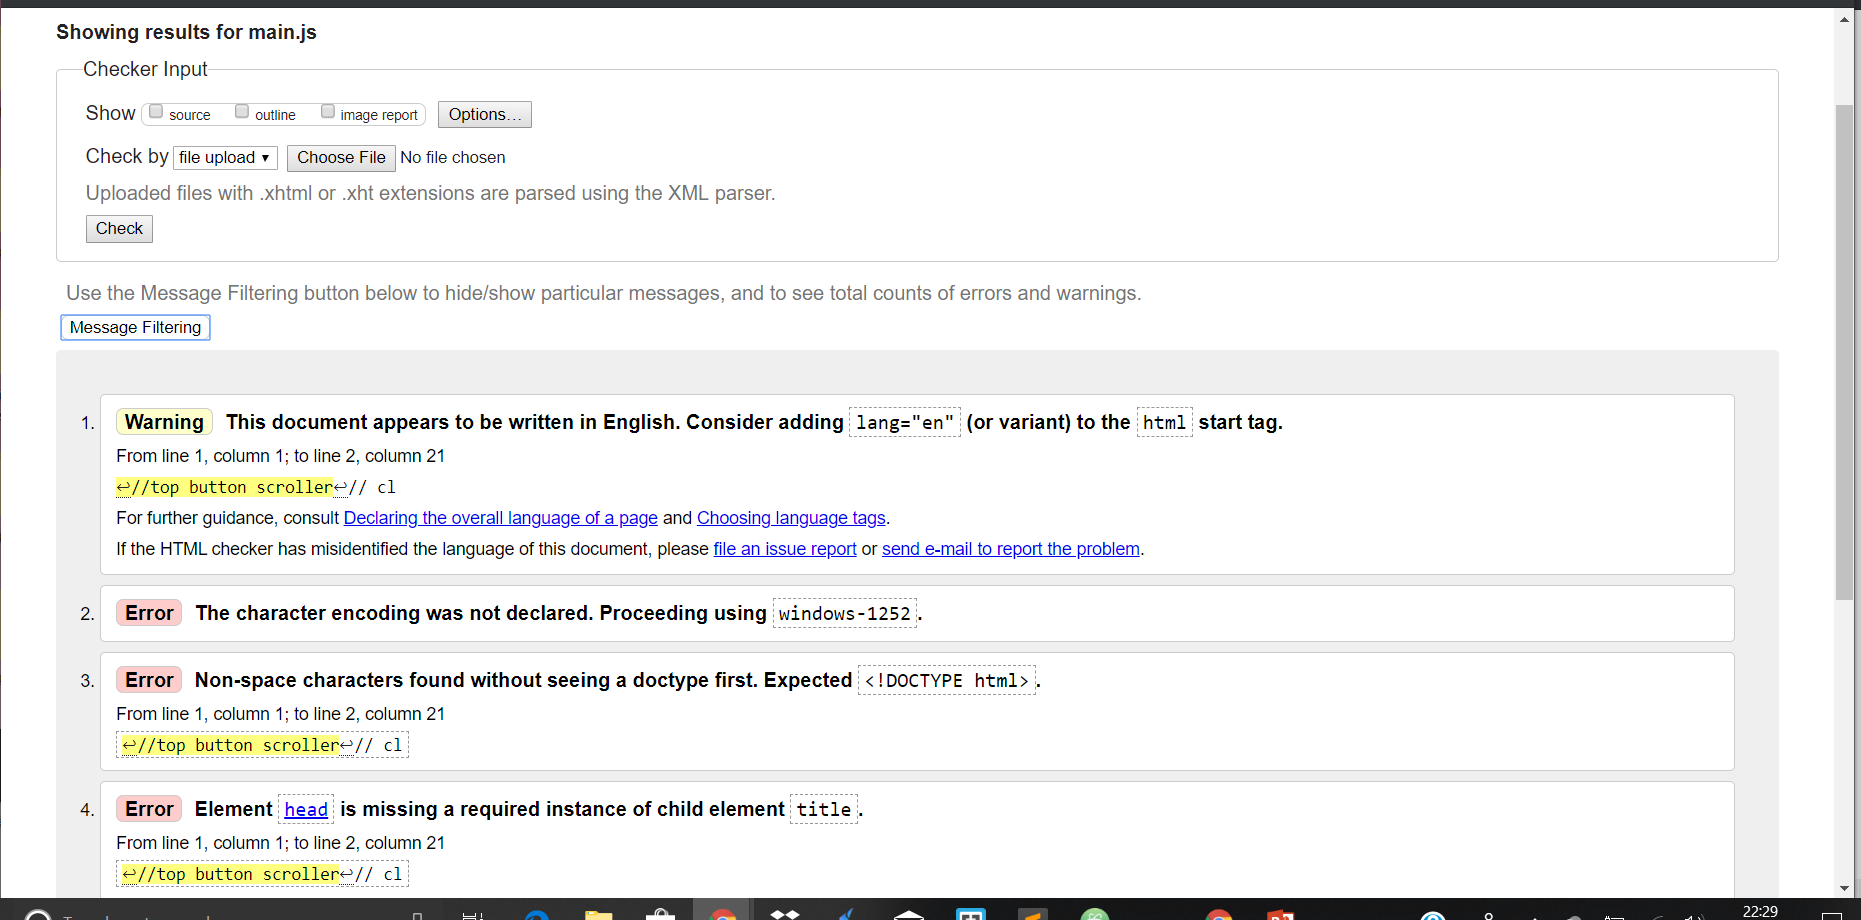 Showing results for main.js
Checker Input
Show source outline image report Options...
Check by file upload ▾ Choose File No file chosen
Uploaded files with .xhtml or .xht extensions are parsed using the XML parser.
Check
Use the Message Filtering button below to hide/show particular messages, and to see total counts of errors and warnings.
Message Filtering
1. Warning This document appears to be written in English. Consider adding lang="en" (or variant) to the html start tag.
From line 1, column 1; to line 2, column 21
↩//top button scroller↩// cl
For further guidance, consult Declaring the overall language of a page and Choosing language tags.
If the HTML checker has misidentified the language of this document, please file an issue report or send e-mail to report the problem.
2. Error The character encoding was not declared. Proceeding using windows-1252.
3. Error Non-space characters found without seeing a doctype first. Expected <!DOCTYPE html>.
From line 1, column 1; to line 2, column 21
↩//top button scroller↩// cl
4. Error Element head is missing a required instance of child element title.
From line 1, column 1; to line 2, column 21
↩//top button scroller↩// cl
22:29